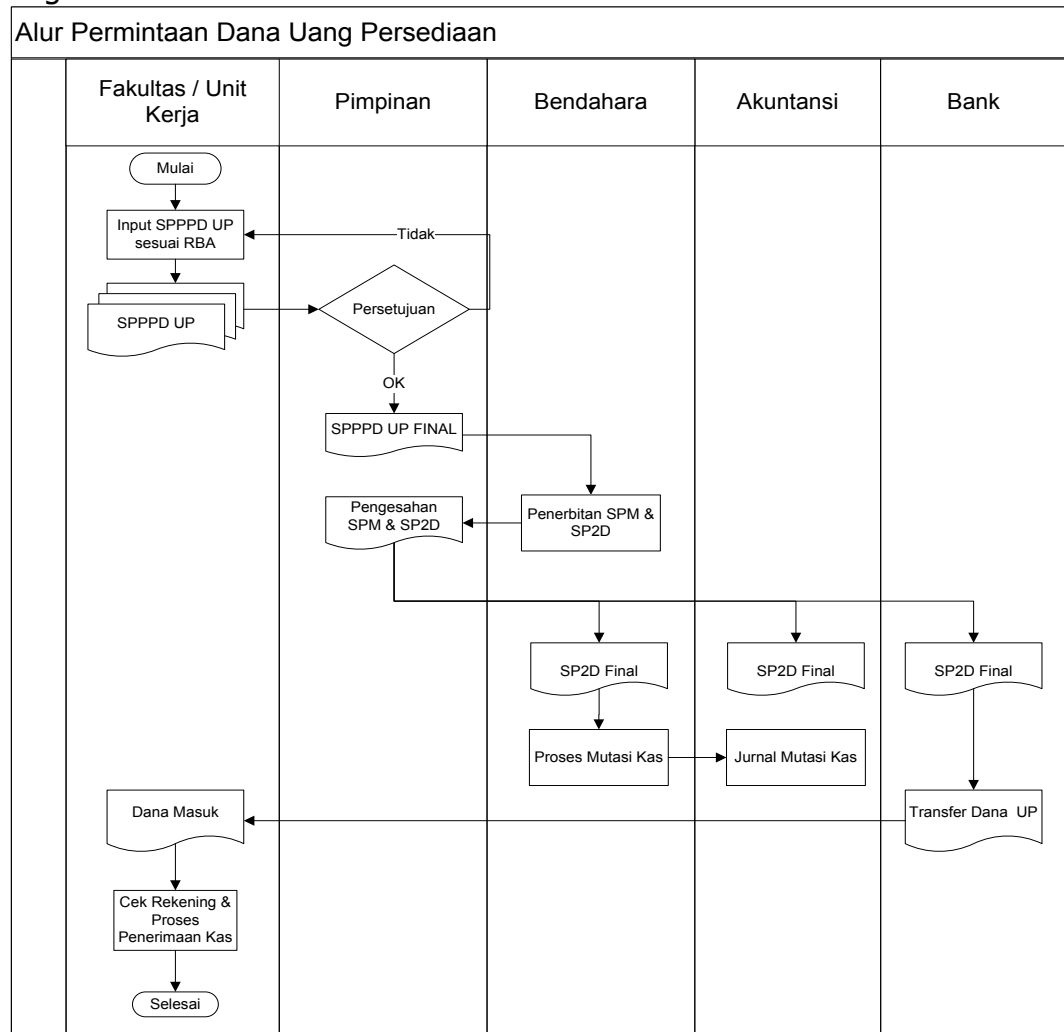 Alur Permintaan Dana Uang Persediaan
Fakultas / Unit
Kerja
Pimpinan
Bendahara
Akuntansi
Bank
Mulai
Input SPPPD UP
sesuai RBA
Tidak
SPPPD UP
Persetujuan
OK
SPPPD UP FINAL
Pengesahan
SPM & SP2D
Penerbitan SPM &
SP2D
SP2D Final
SP2D Final
SP2D Final
Proses Mutasi Kas
Jurnal Mutasi Kas
Dana Masuk
Transfer Dana UP
Cek Rekening &
Proses
Penerimaan Kas
Selesai